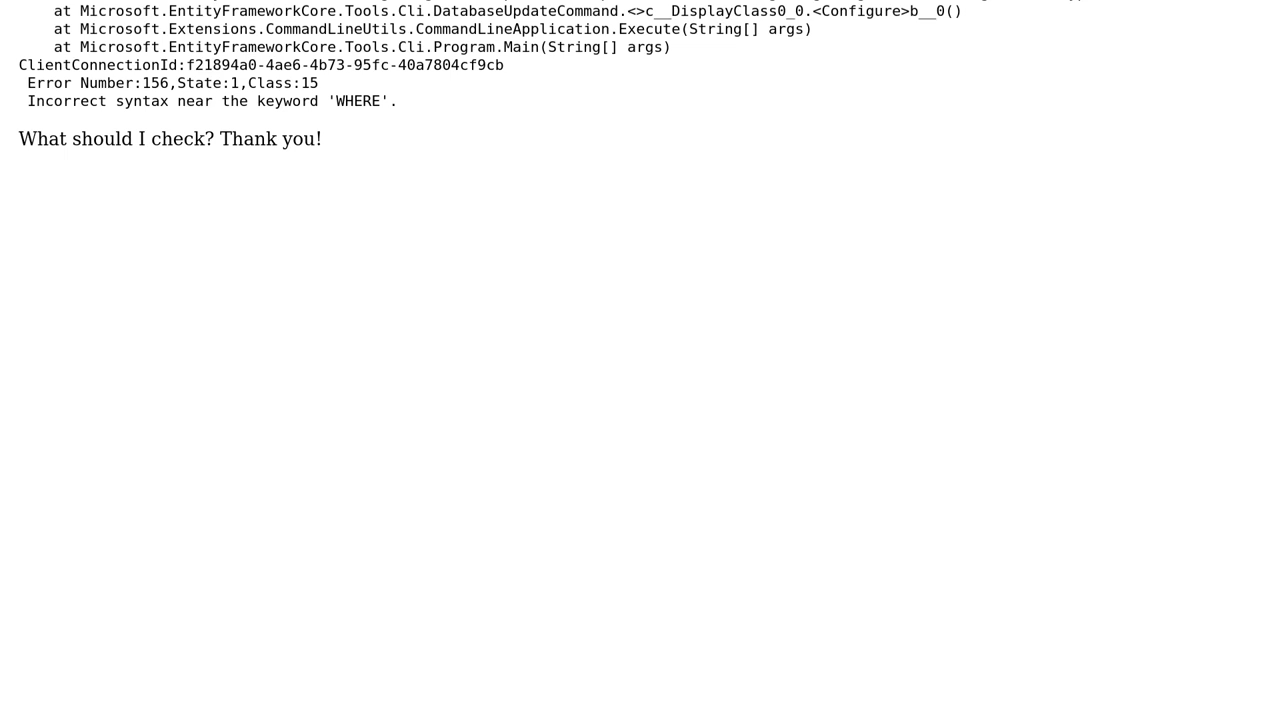 at Microsoft.EntityFrameworkCore.Tools.Cli.DatabaseUpdateCommand.<>c__DisplayClass0_0.<Configure>b__0()
at Microsoft.Extensions.CommandLineUtils.CommandLineApplication.Execute(String[] args)
at Microsoft.EntityFrameworkCore.Tools.Cli.Program.Main(String[] args)
ClientConnectionId:f21894a0-4ae6-4b73-95fc-40a7804cf9cb
Error Number:156,State:1,Class:15
Incorrect syntax near the keyword 'WHERE'.
What should I check? Thank you!